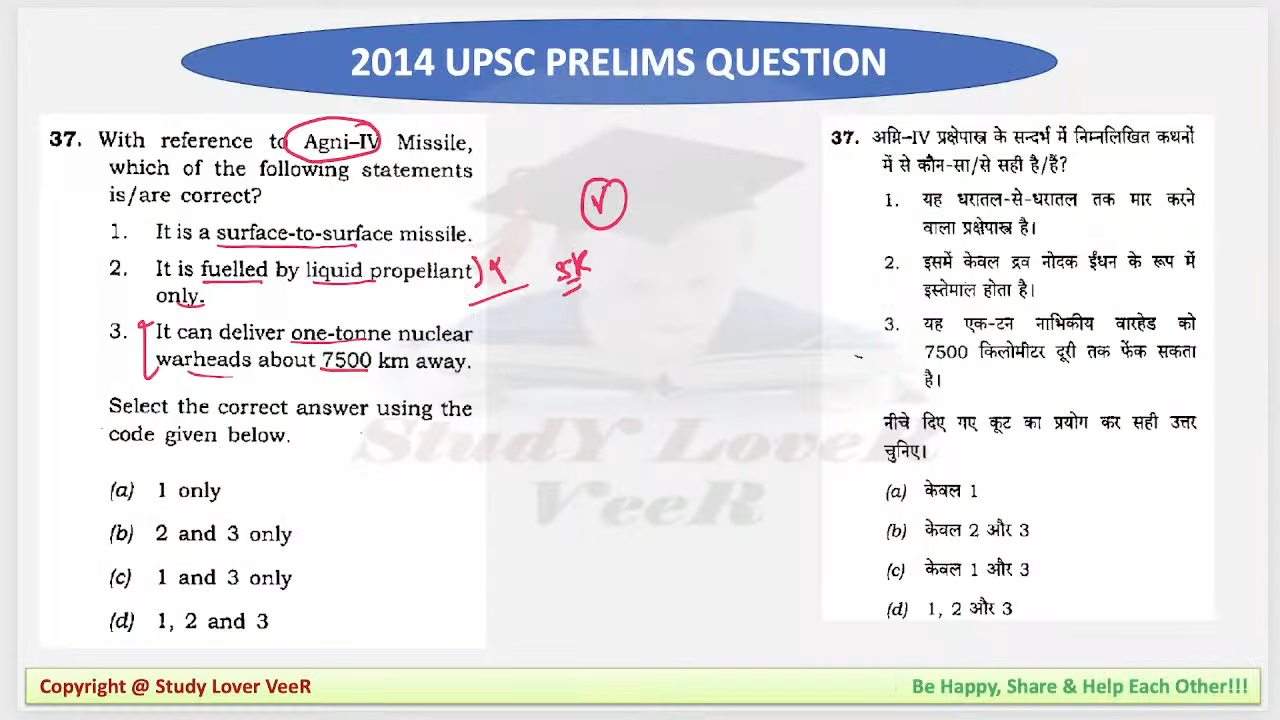 2014 UPSC PRELIMS QUESTION
37. With reference to Agni–IV Missile,
which of the following statements
is/are correct?
1. It is a surface-to-surface missile.
2. It is fuelled by liquid propellant
only.
3. It can deliver one-tonne nuclear
warheads about 7500 km away.
Select the correct answer using the
code given below.
(a) 1 only
(b) 2 and 3 only
(c) 1 and 3 only
(d) 1, 2 and 3
5K
37. अग्नि–IV प्रक्षेपास्त्र के सन्दर्भ में निम्नलिखित कथनों
में से कौन-सा/से सही है/हैं?
1. यह धरातल-से-धरातल तक मार करने
वाला प्रक्षेपास्त्र है।
2. इसमें केवल द्रव नोदक ईंधन के रूप में
इस्तेमाल होता है।
3. यह एक-टन नाभिकीय वारहेड को
7500 किलोमीटर दूरी तक फेंक सकता
है।
नीचे दिए गए कूट का प्रयोग कर सही उत्तर
चुनिए।
(a) केवल 1
(b) केवल 2 और 3
(c) केवल 1 और 3
(d) 1, 2 और 3
StudY LoveR
VeeR
Copyright @ Study Lover VeeR
Be Happy, Share & Help Each Other!!!